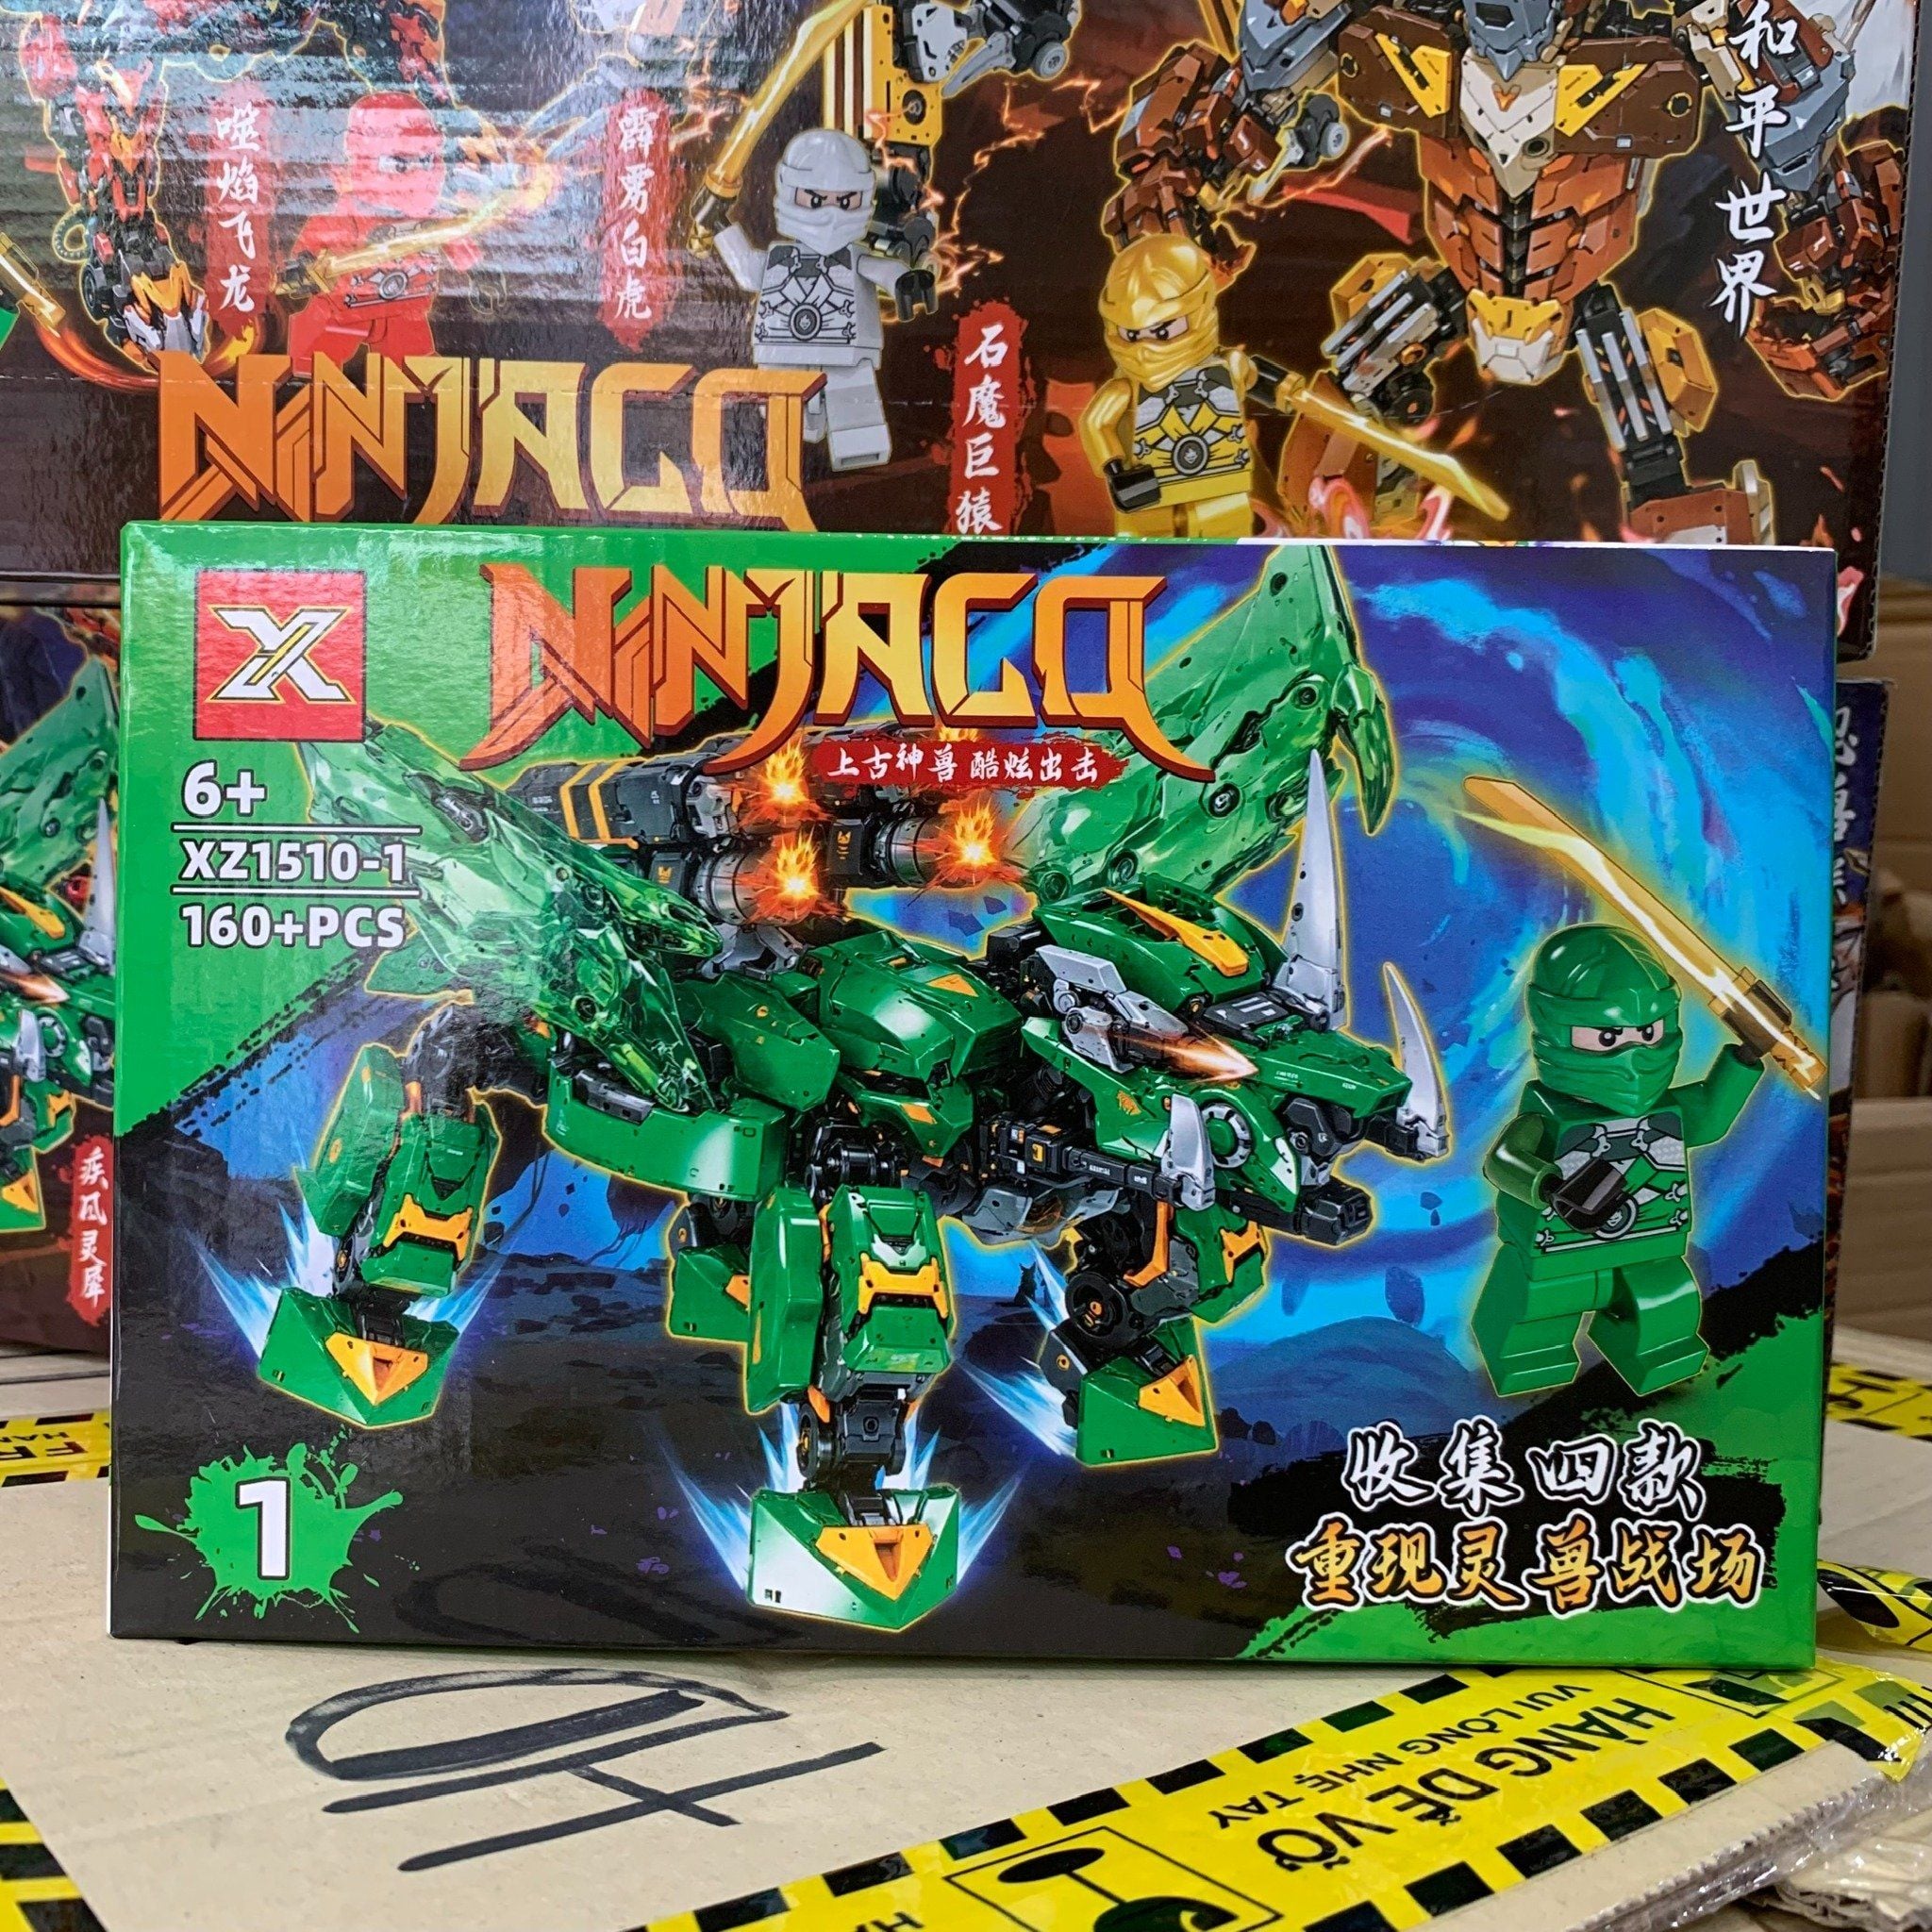 噬焰飞龙
霹雳白虎
石魔巨猿
和平世界
NINJAGO
X
NINJAGO
上古神兽 酷炫出击
6+
XZ1510-1
160+PCS
疾风灵犀
1
收集四款
重现灵兽战场
HÀNG DỄ VỠ
VUI LÒNG NHẸ TAY